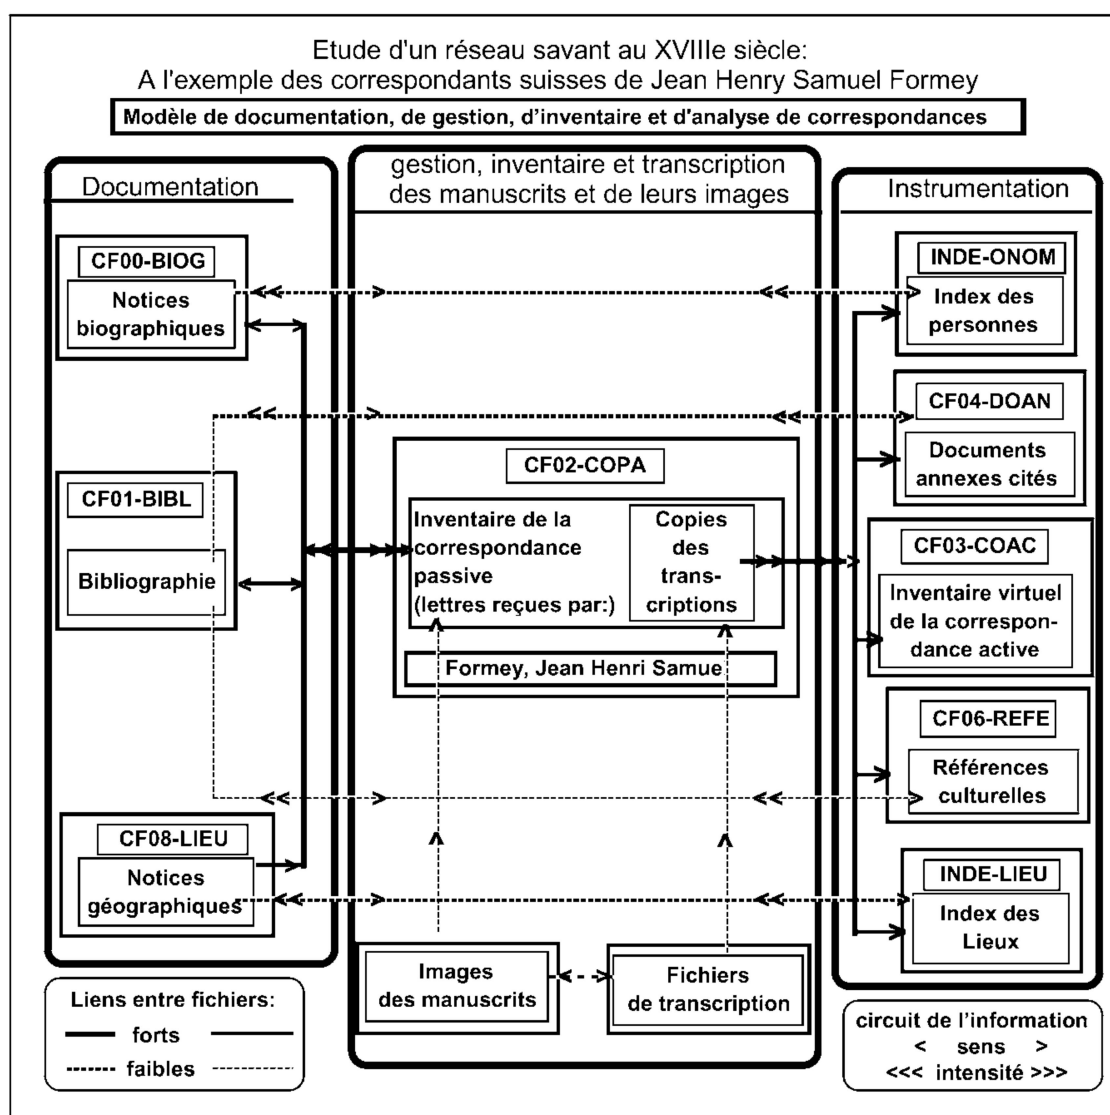 Etude d'un réseau savant au XVIIIe siècle:
A l'exemple des correspondants suisses de Jean Henry Samuel Formey
Modèle de documentation, de gestion, d'inventaire et d'analyse de correspondances
Documentation
CF00-BIOG
Notices
biographiques
CF01-BIBL
Bibliographie
CF08-LIEU
Notices
géographiques
gestion, inventaire et transcription
des manuscrits et de leurs images
CF02-COPA
Inventaire de la
correspondance
passive
(lettres reçues par:)
Copies
des
trans-
criptions
Formey, Jean Henri Samue
Images
des manuscrits
Fichiers
de transcription
Instrumentation
INDE-ONOM
Index des
personnes
CF04-DOAN
Documents
annexes cités
CF03-COAC
Inventaire virtuel
de la correspon-
dance active
CF06-REFE
Références
culturelles
INDE-LIEU
Index des
Lieux
Liens entre fichiers:
forts
faibles
circuit de l'information
< sens >
<<< intensité >>>